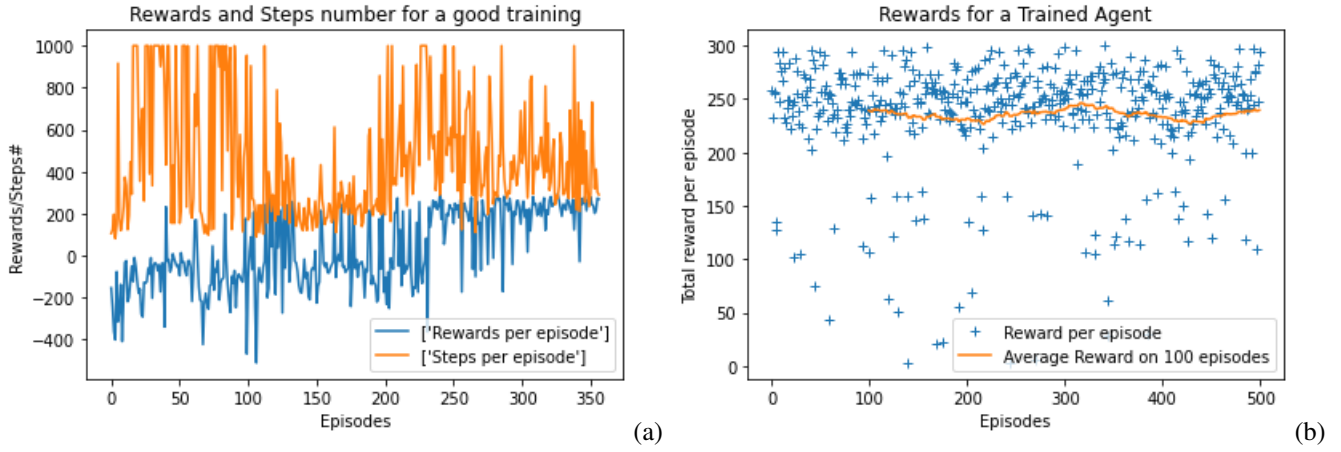 Rewards and Steps number for a good training
1000
800
600
400
200
0
−200
−400
Rewards/Steps#
['Rewards per episode']
['Steps per episode']
0 50 100 150 200 250 300 350
Episodes
(a)
Rewards for a Trained Agent
300
250
200
150
100
50
0
Total reward per episode
Reward per episode
Average Reward on 100 episodes
0 100 200 300 400 500
Episodes
(b)